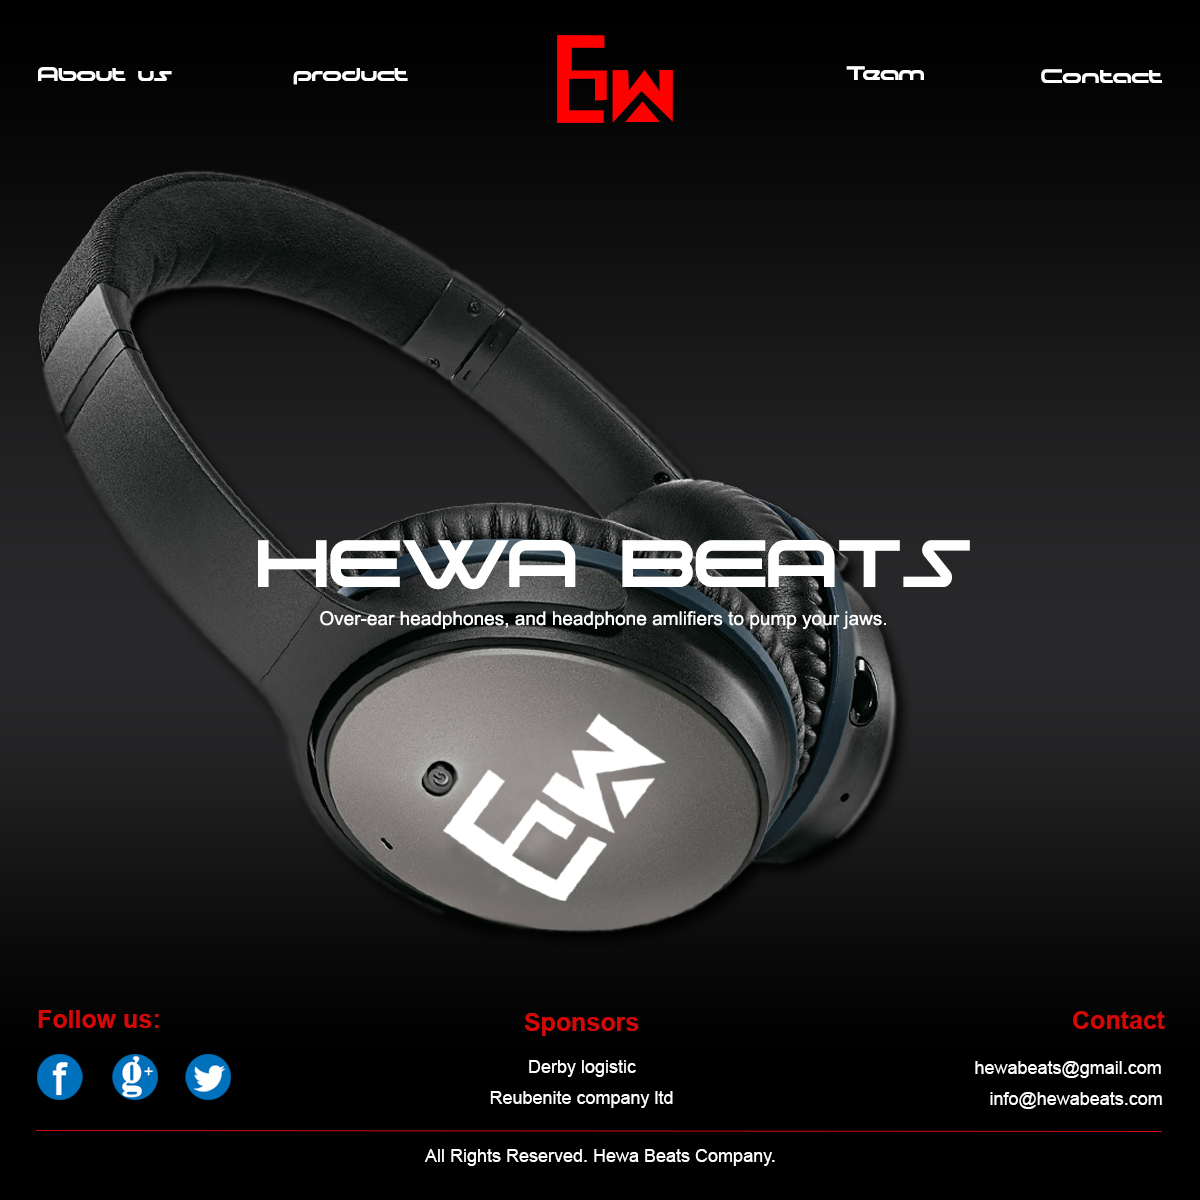 About us
product
Team
Contact
HEWA BEATS
Over-ear headphones, and headphone amlifiers to pump your jaws.
Follow us:
Sponsors
Contact
Derby logistic
hewabeats@gmail.com
Reubenite company ltd
info@hewabeats.com
All Rights Reserved. Hewa Beats Company.